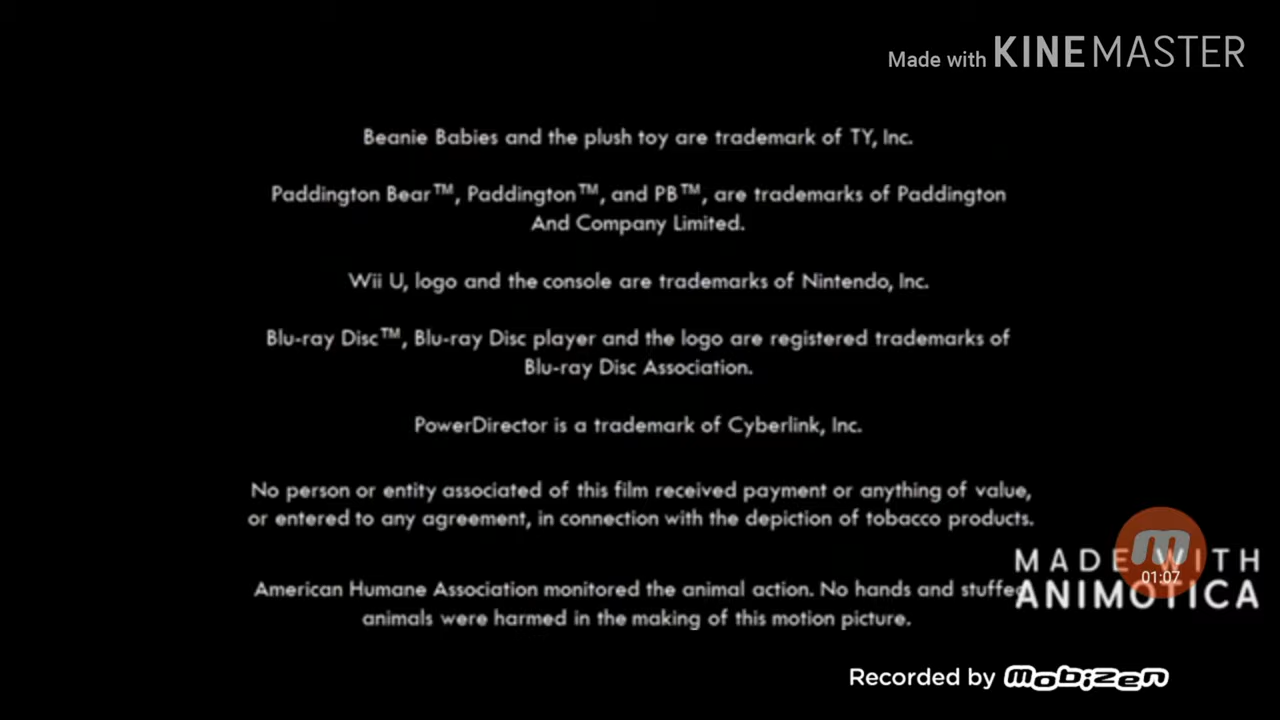 Made with KINEMASTER
Beanie Babies and the plush toy are trademark of TY, Inc.
Paddington Bear™, Paddington™, and PB™, are trademarks of Paddington
And Company Limited.
Wii U, logo and the console are trademarks of Nintendo, Inc.
Blu-ray Disc™, Blu-ray Disc player and the logo are registered trademarks of
Blu-ray Disc Association.
PowerDirector is a trademark of Cyberlink, Inc.
No person or entity associated of this film received payment or anything of value,
or entered to any agreement, in connection with the depiction of tobacco products.
American Humane Association monitored the animal action. No hands and stuffed
animals were harmed in the making of this motion picture.
MADE WITH
ANIMOTICA
01:07
Recorded by mobizen